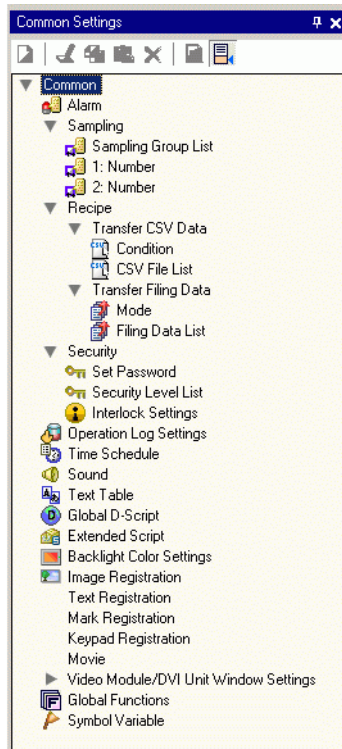 Common Settings
Common
Alarm
Sampling
Sampling Group List
1: Number
2: Number
Recipe
Transfer CSV Data
Condition
CSV File List
Transfer Filing Data
Mode
Filing Data List
Security
Set Password
Security Level List
Interlock Settings
Operation Log Settings
Time Schedule
Sound
Text Table
Global D-Script
Extended Script
Backlight Color Settings
Image Registration
Text Registration
Mark Registration
Keypad Registration
Movie
Video Module/DVI Unit Window Settings
Global Functions
Symbol Variable